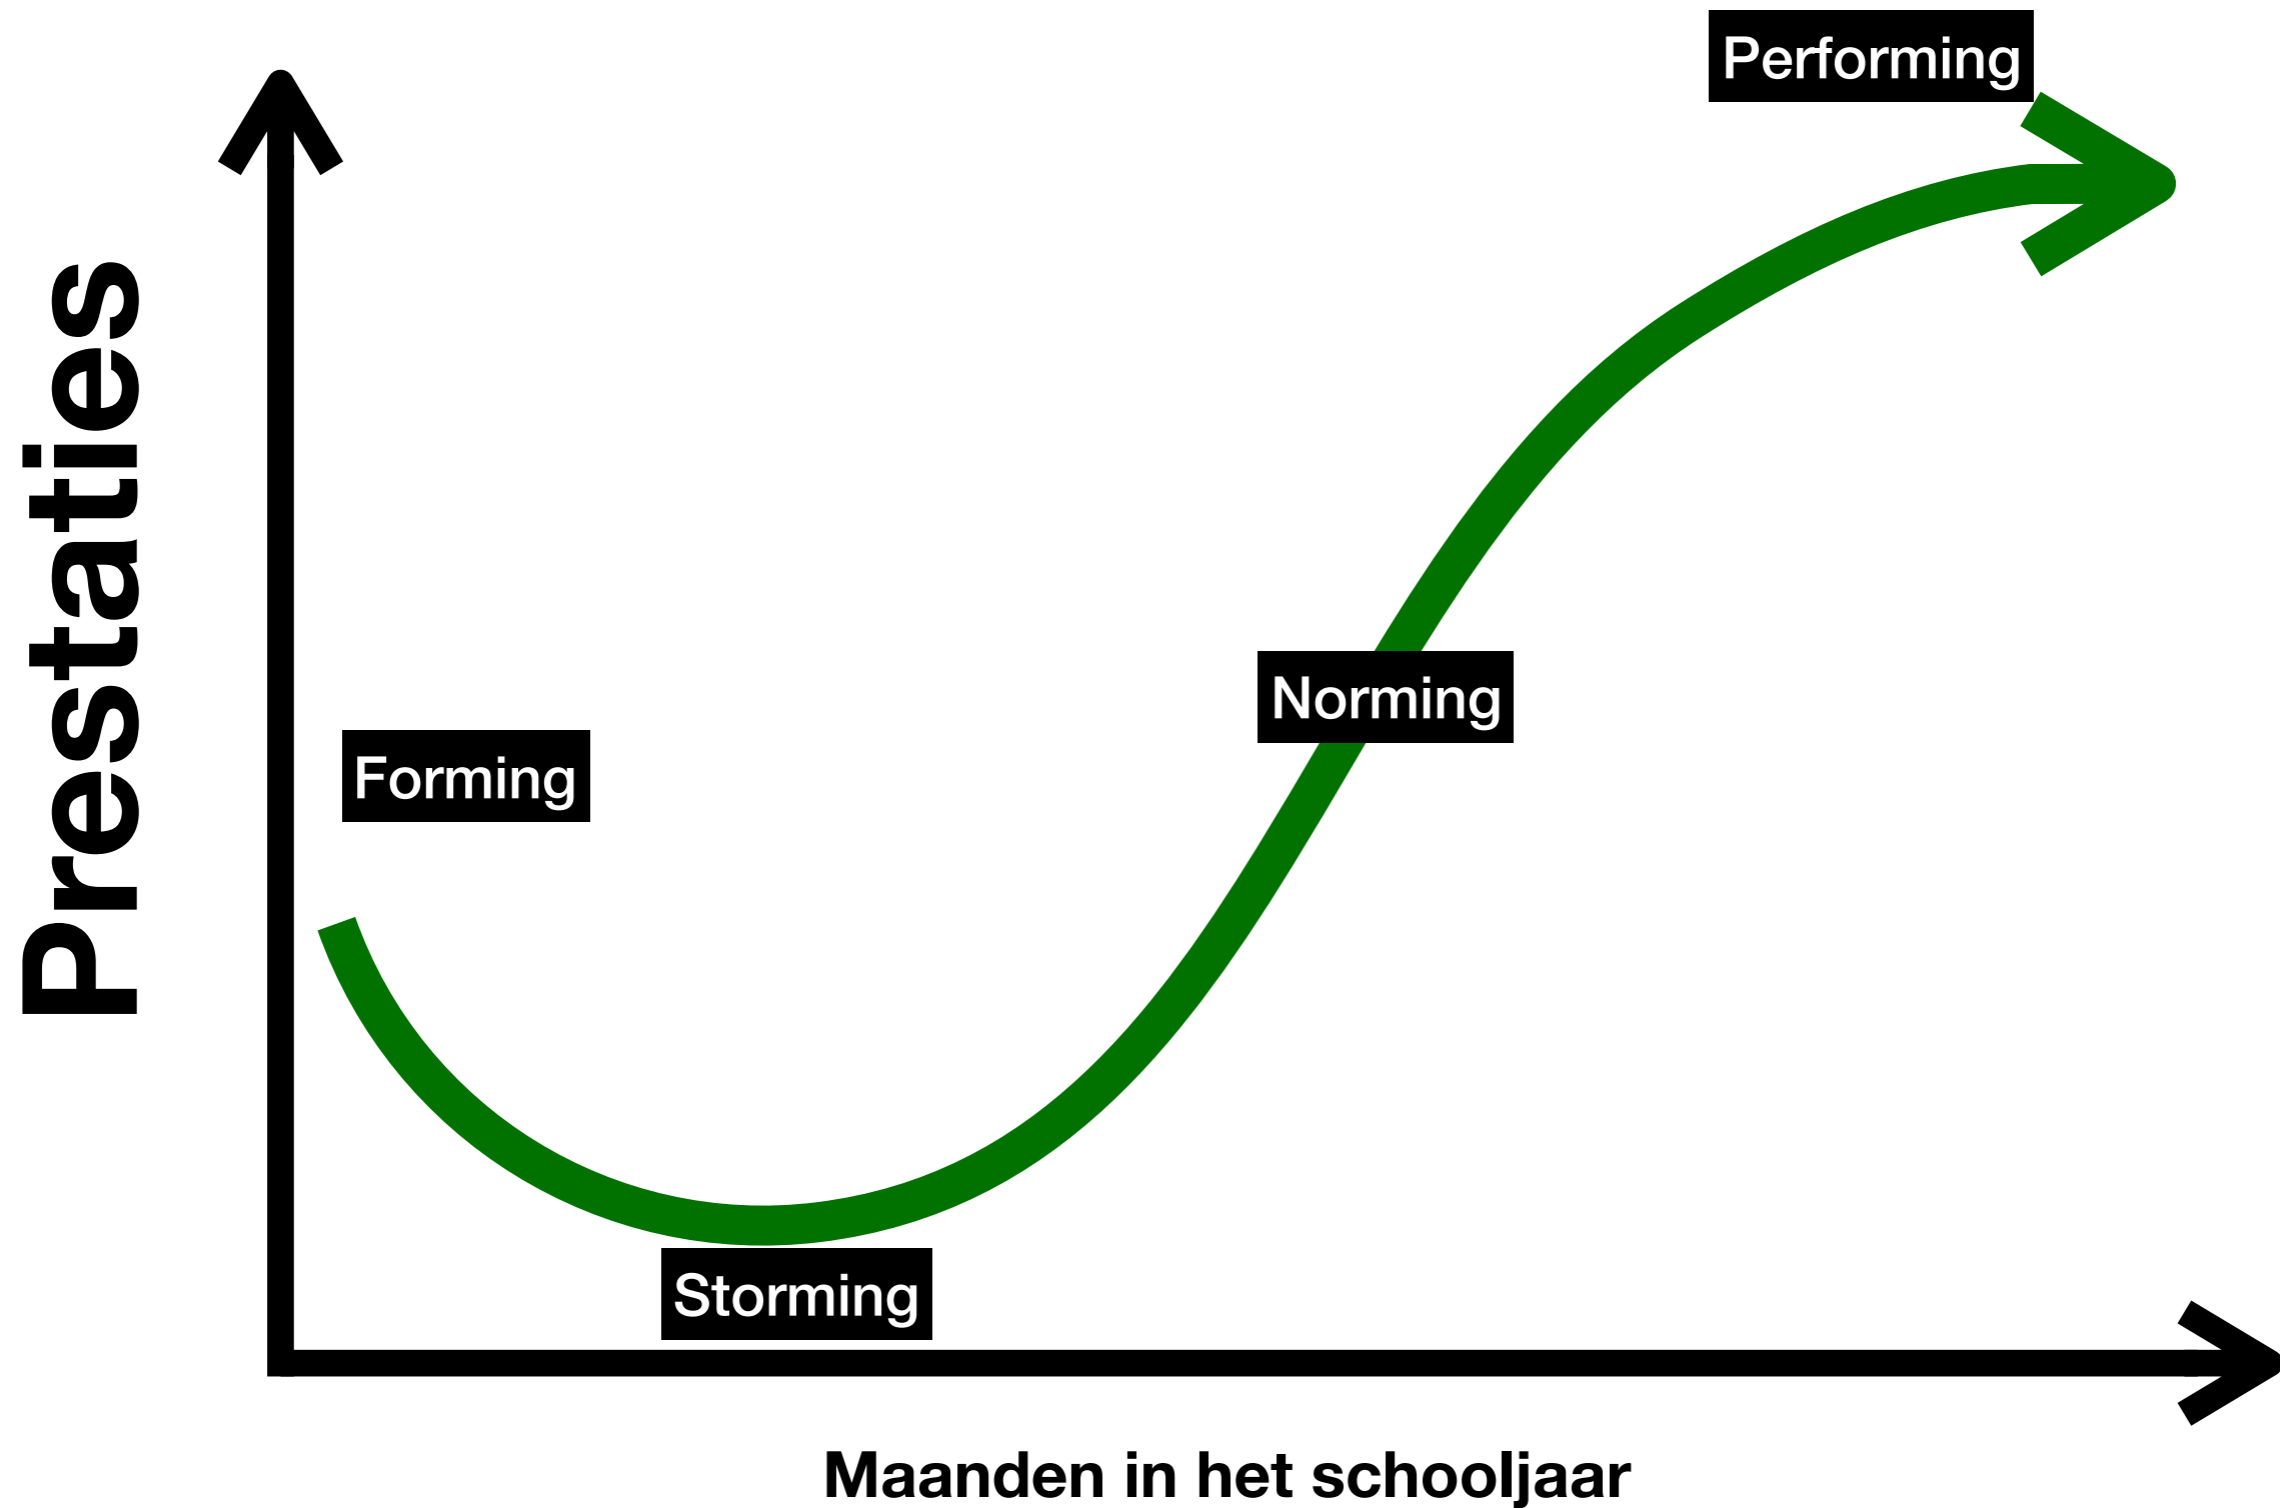 Performing
Prestaties
Norming
Forming
Storming
Maanden in het schooljaar